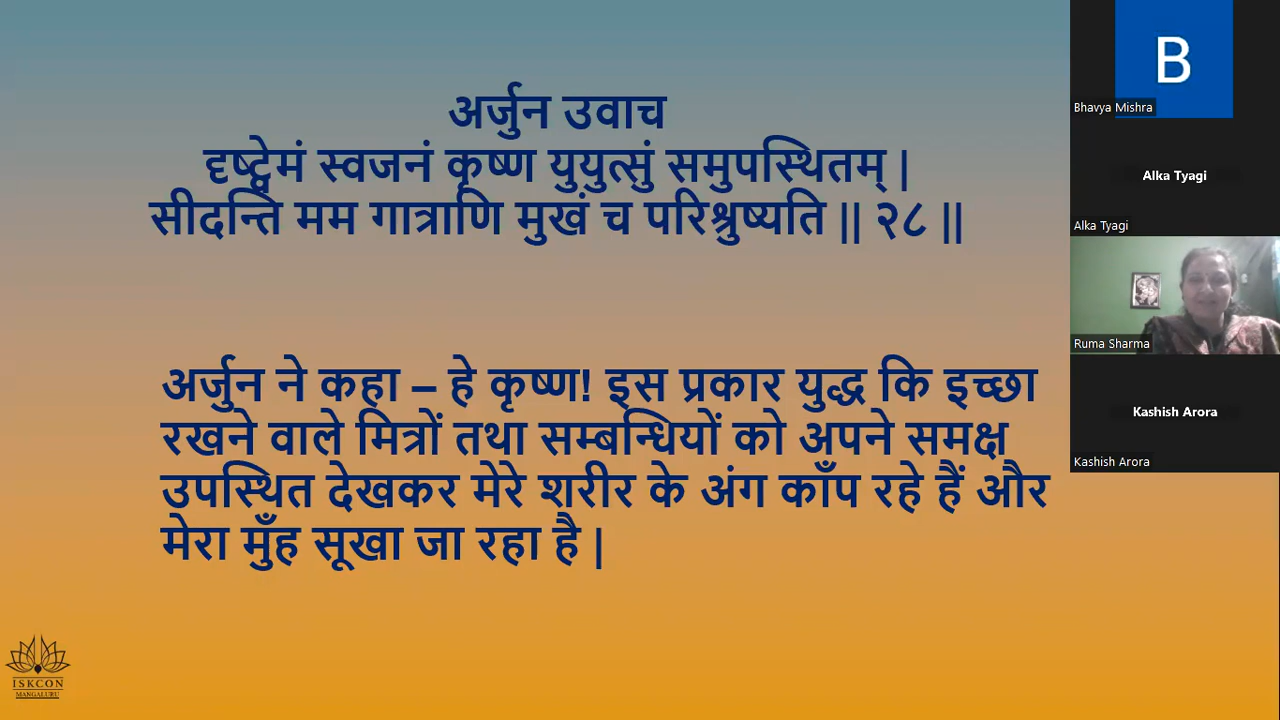 अर्जुन उवाच
दृष्ट्वेमं स्वजनं कृष्ण युयुत्सुं समुपस्थितम् |
सीदन्ति मम गात्राणि मुखं च परिश्रुष्यति || २८ ||
अर्जुन ने कहा – हे कृष्ण! इस प्रकार युद्ध कि इच्छा
रखने वाले मित्रों तथा सम्बन्धियों को अपने समक्ष
उपस्थित देखकर मेरे शरीर के अंग काँप रहे हैं और
मेरा मुँह सूखा जा रहा है |
ISKCON
MANGALURU
B
Bhavya Mishra
Alka Tyagi
Alka Tyagi
Ruma Sharma
Kashish Arora
Kashish Arora